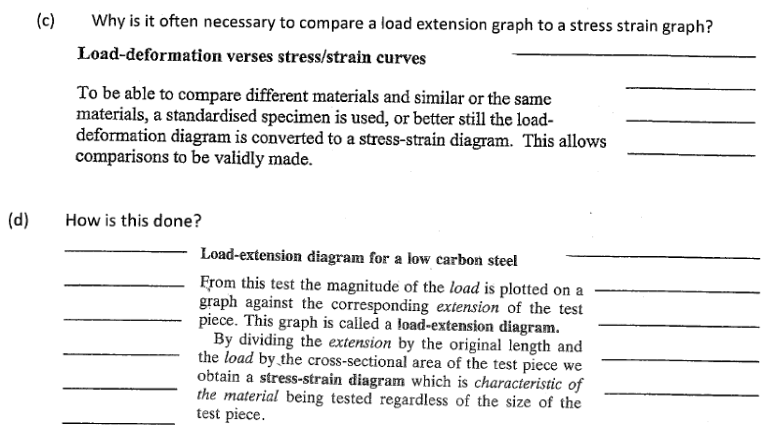 (c) Why is it often necessary to compare a load extension graph to a stress strain graph?
Load-deformation verses stress/strain curves
To be able to compare different materials and similar or the same
materials, a standardised specimen is used, or better still the load-
deformation diagram is converted to a stress-strain diagram. This allows
comparisons to be validly made.
(d) How is this done?
Load-extension diagram for a low carbon steel
From this test the magnitude of the load is plotted on a
graph against the corresponding extension of the test
piece. This graph is called a load-extension diagram.
By dividing the extension by the original length and
the load by the cross-sectional area of the test piece we
obtain a stress-strain diagram which is characteristic of
the material being tested regardless of the size of the
test piece.